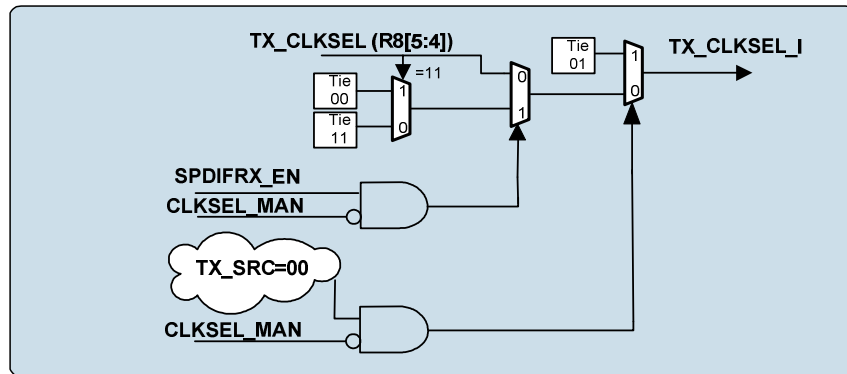 TX_CLKSEL (R8[5:4])
=11
Tie
00
1
Tie
11
0
0
1
Tie
01
1
0
TX_CLKSEL_I
SPDIFRX_EN
CLKSEL_MAN
TX_SRC=00
CLKSEL_MAN